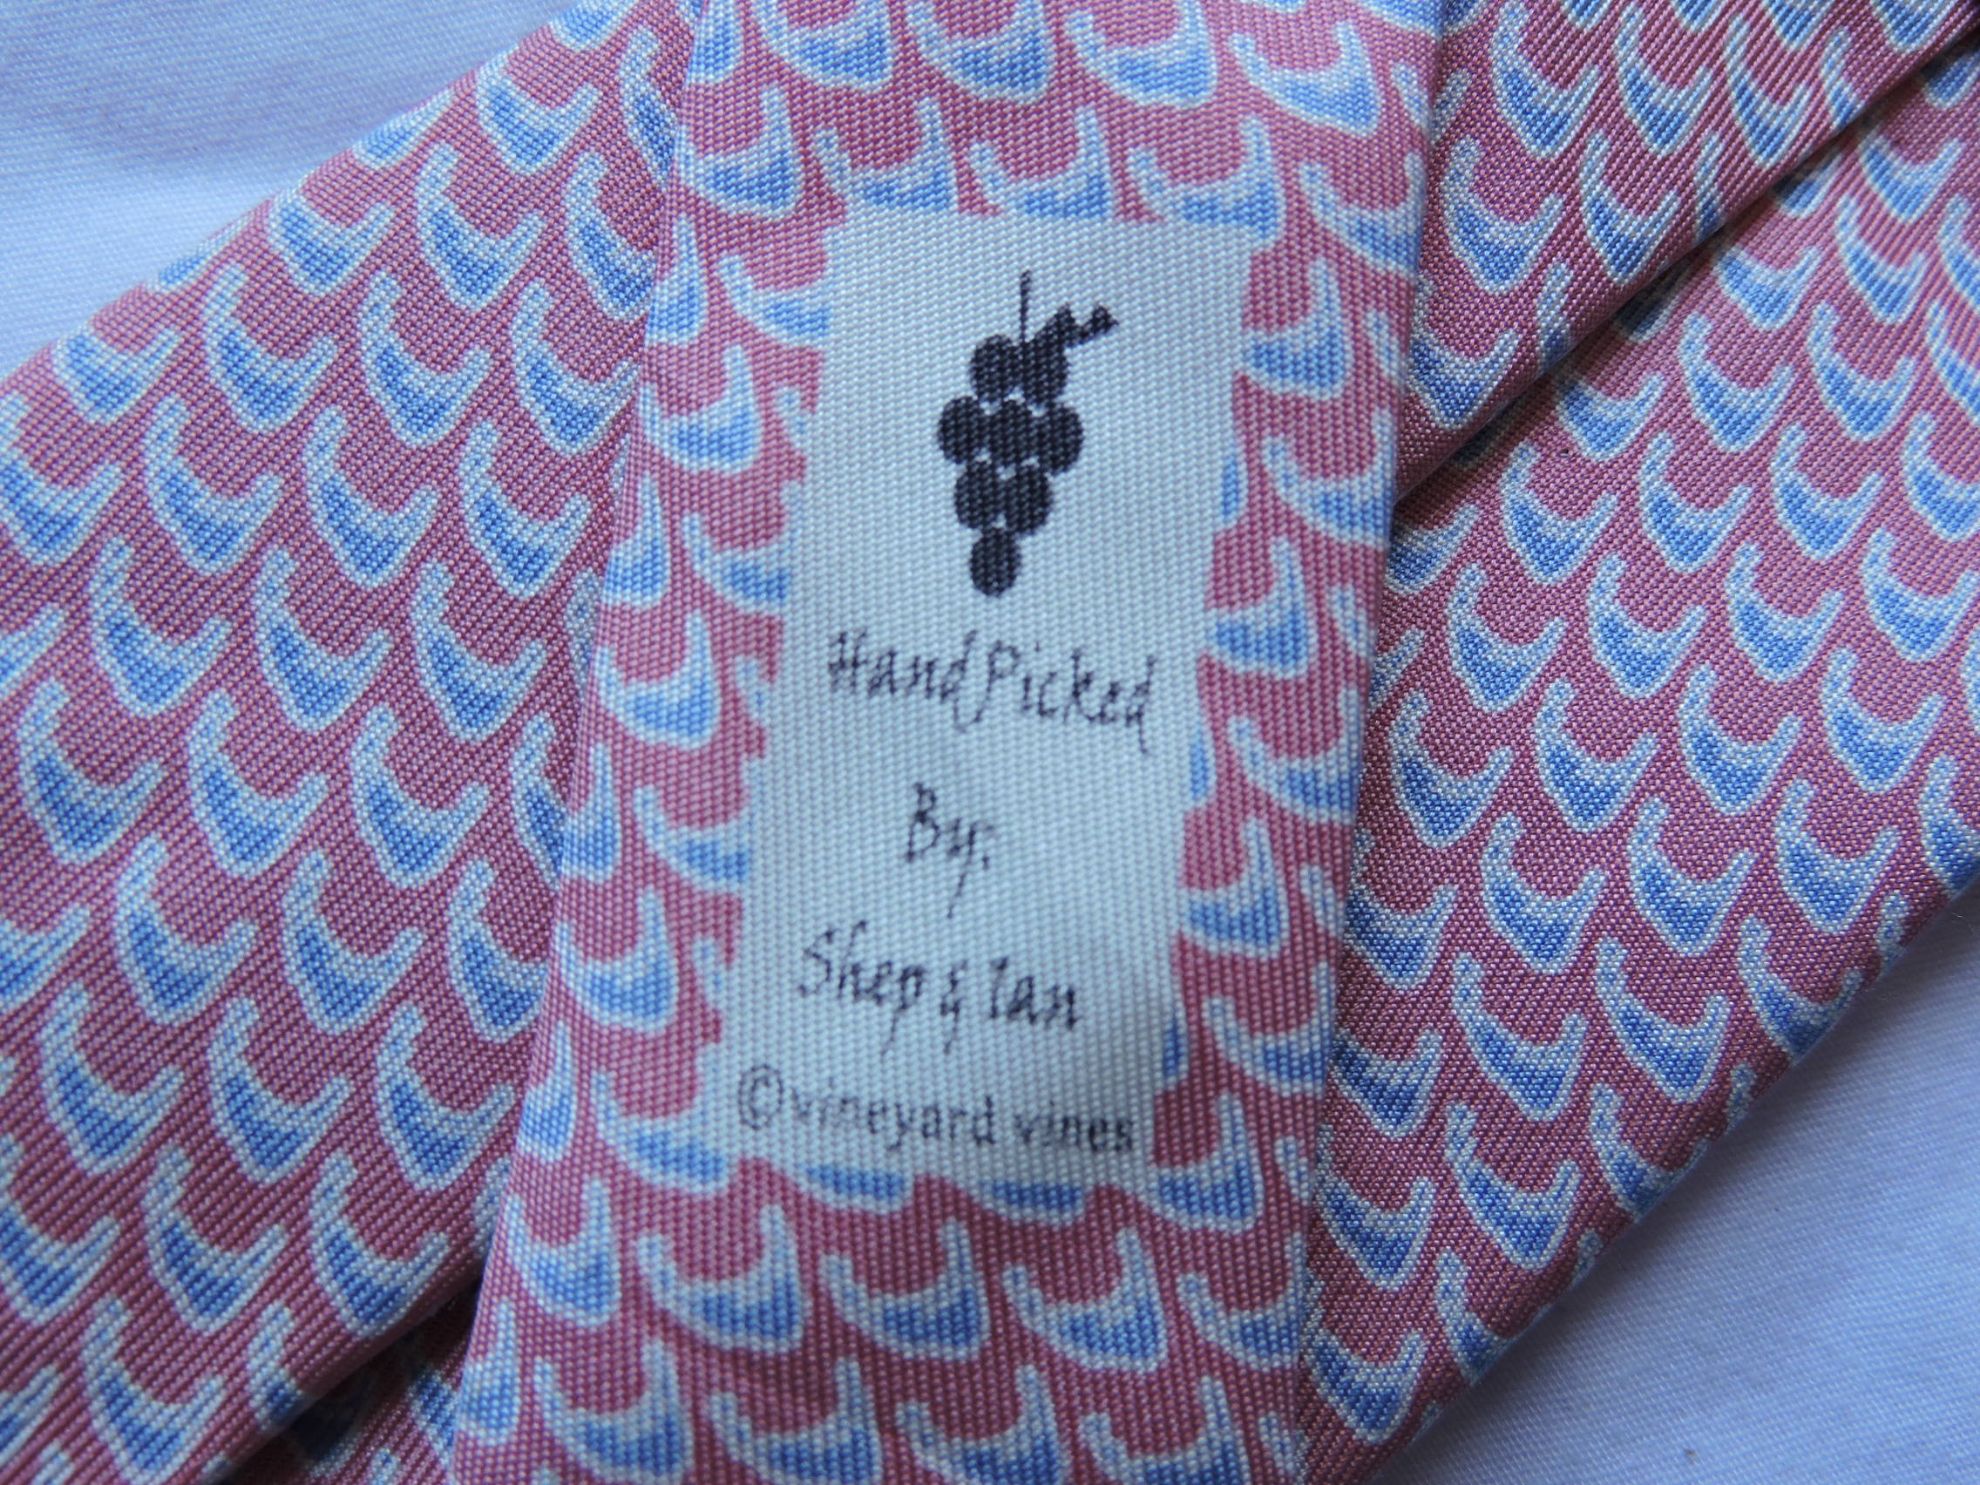 Hand Picked
By:
Shep & Ian
©vineyard vines